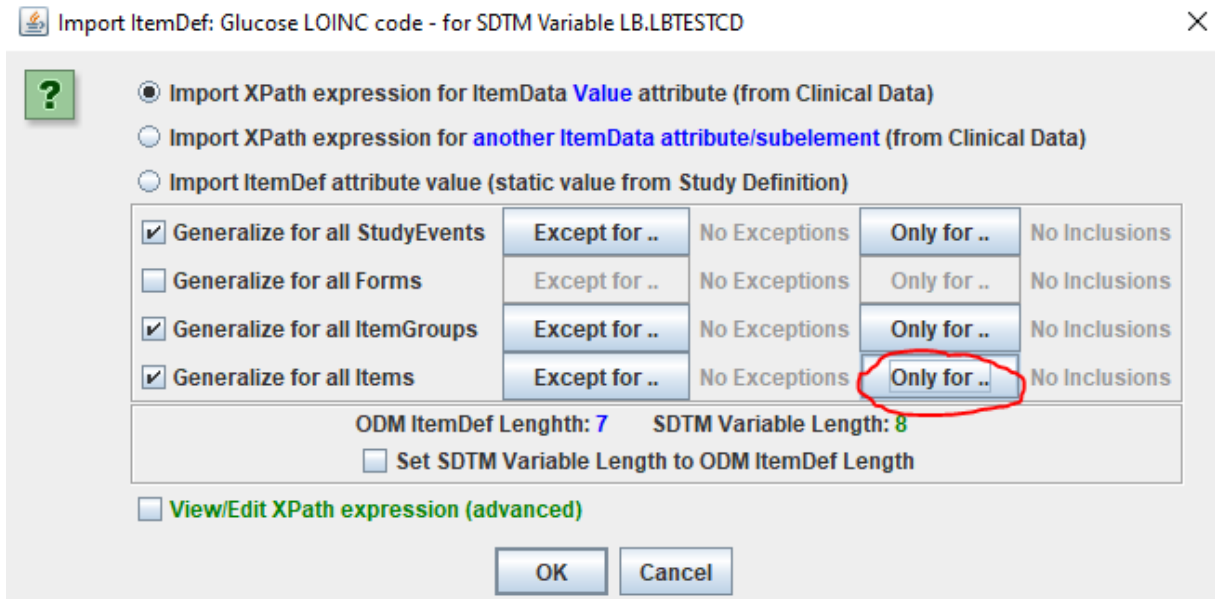 Import ItemDef: Glucose LOINC code - for SDTM Variable LB.LBTESTCD
?
Import XPath expression for ItemData Value attribute (from Clinical Data)
Import XPath expression for another ItemData attribute/subelement (from Clinical Data)
Import ItemDef attribute value (static value from Study Definition)
Generalize for all StudyEvents Except for .. No Exceptions Only for .. No Inclusions
Generalize for all Forms Except for .. No Exceptions Only for .. No Inclusions
Generalize for all ItemGroups Except for .. No Exceptions Only for .. No Inclusions
Generalize for all Items Except for .. No Exceptions Only for .. No Inclusions
ODM ItemDef Lenghth: 7 SDTM Variable Length: 8
Set SDTM Variable Length to ODM ItemDef Length
View/Edit XPath expression (advanced)
OK Cancel